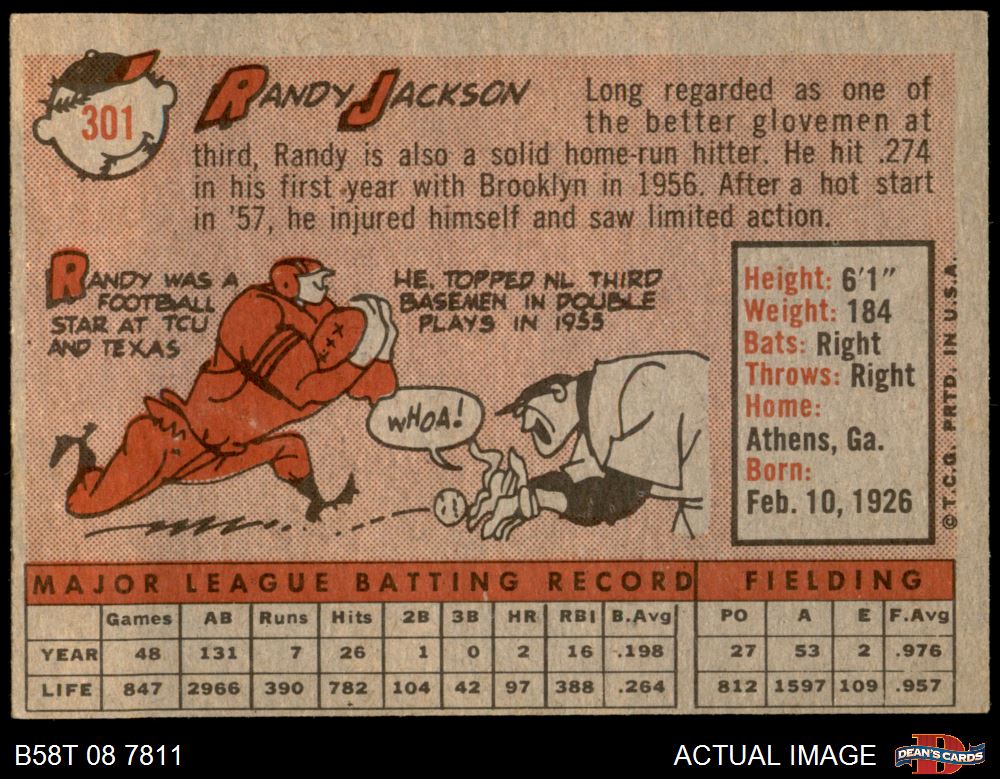 301
RANDY JACKSON
Long regarded as one of
the better glovemen at
third, Randy is also a solid home-run hitter. He hit .274
in his first year with Brooklyn in 1956. After a hot start
in '57, he injured himself and saw limited action.
RANDY WAS A
FOOTBALL
STAR AT TCU
AND TEXAS
HE TOPPED NL THIRD
BASEMEN IN DOUBLE
PLAYS IN 1955
WHOA!
Height: 6'1"
Weight: 184
Bats: Right
Throws: Right
Home:
Athens, Ga.
Born:
Feb. 10, 1926
© T.C.G. PRTD. IN U.S.A.
MAJOR LEAGUE BATTING RECORD FIELDING
Games AB Runs Hits 2B 3B HR RBI B.Avg PO A E F.Avg
YEAR 48 131 7 26 1 0 2 16 .198 27 53 2 .976
LIFE 847 2966 390 782 104 42 97 388 .264 812 1597 109 .957
B58T 08 7811 ACTUAL IMAGE DEAN'S CARDS